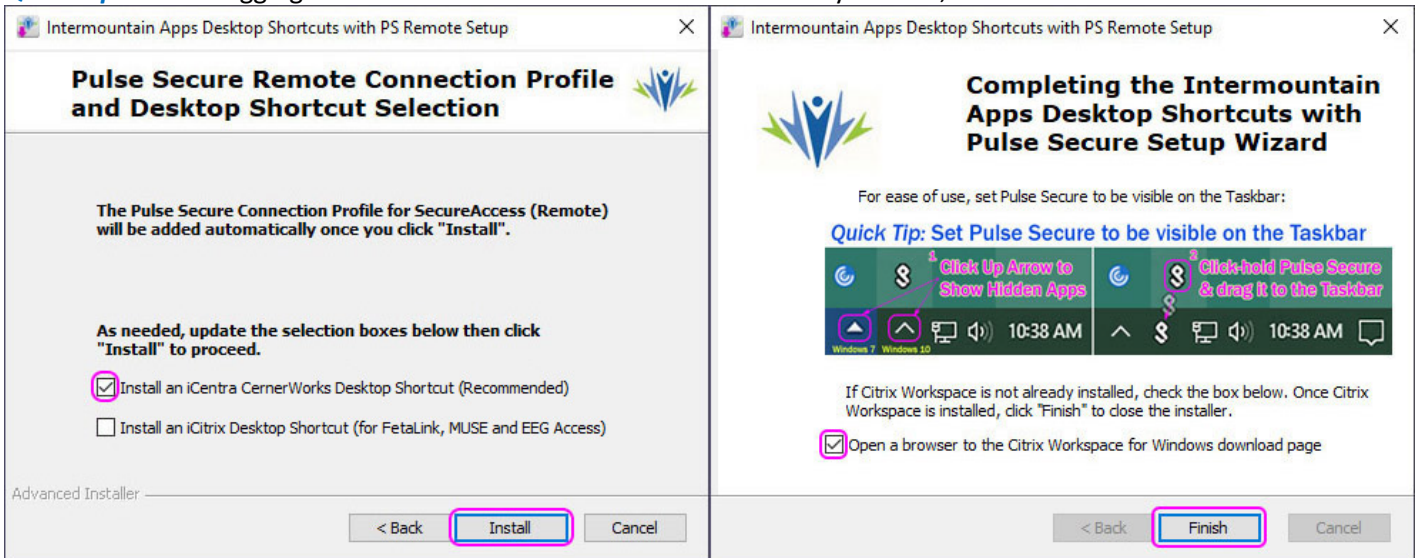 Intermountain Apps Desktop Shortcuts with PS Remote Setup
Pulse Secure Remote Connection Profile
and Desktop Shortcut Selection
The Pulse Secure Connection Profile for SecureAccess (Remote)
will be added automatically once you click "Install".
As needed, update the selection boxes below then click
"Install" to proceed.
Install an iCentra CernerWorks Desktop Shortcut (Recommended)
Install an iCitrix Desktop Shortcut (for FetaLink, MUSE and EEG Access)
Advanced Installer
< Back
Install
Cancel
Intermountain Apps Desktop Shortcuts with PS Remote Setup
Completing the Intermountain
Apps Desktop Shortcuts with
Pulse Secure Setup Wizard
For ease of use, set Pulse Secure to be visible on the Taskbar:
Quick Tip: Set Pulse Secure to be visible on the Taskbar
1 Click Up Arrow to
Show Hidden Apps
Windows 7
Windows 10
10:38 AM
2 Click-hold Pulse Secure
& drag it to the Taskbar
10:38 AM
If Citrix Workspace is not already installed, check the box below. Once Citrix
Workspace is installed, click "Finish" to close the installer.
Open a browser to the Citrix Workspace for Windows download page
< Back
Finish
Cancel